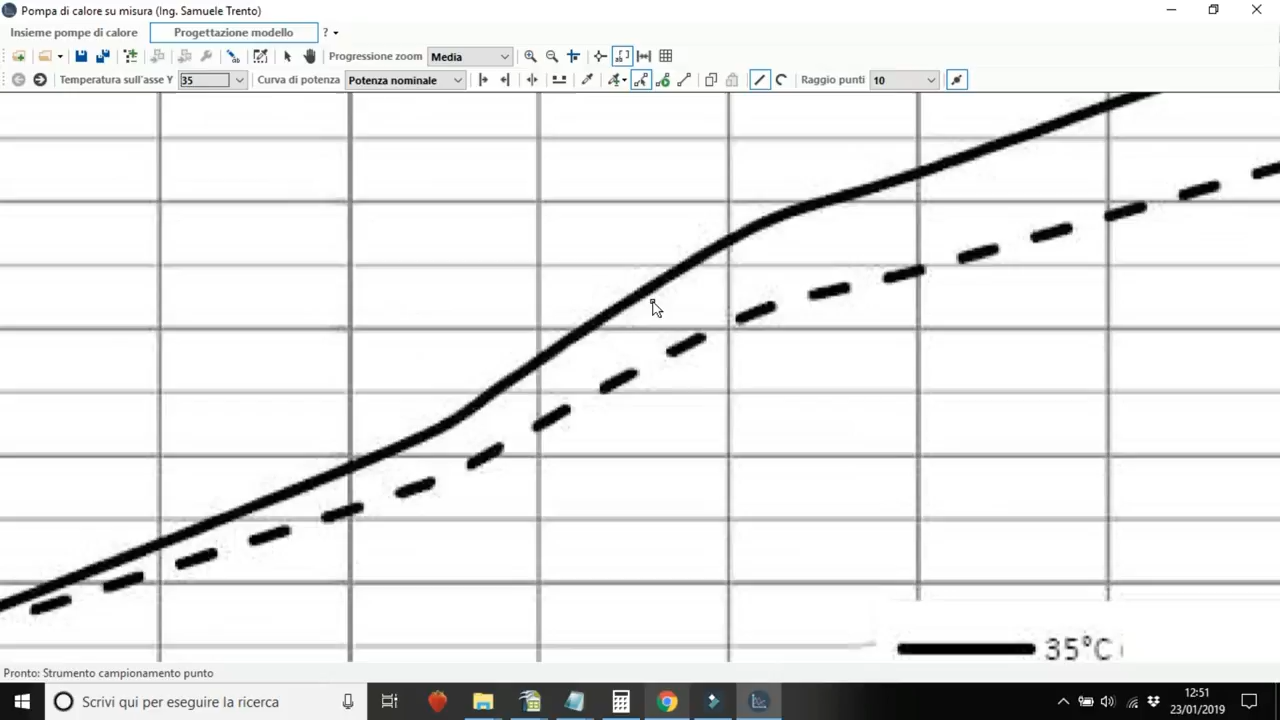 Pompa di calore su misura (Ing. Samuele Trento)
Insieme pompe di calore Progettazione modello ?
Progressione zoom Media
Temperatura sull'asse Y 35 Curva di potenza Potenza nominale Raggio punti 10
35°C
Pronto: Strumento campionamento punto
Scrivi qui per eseguire la ricerca
12:51
23/01/2019